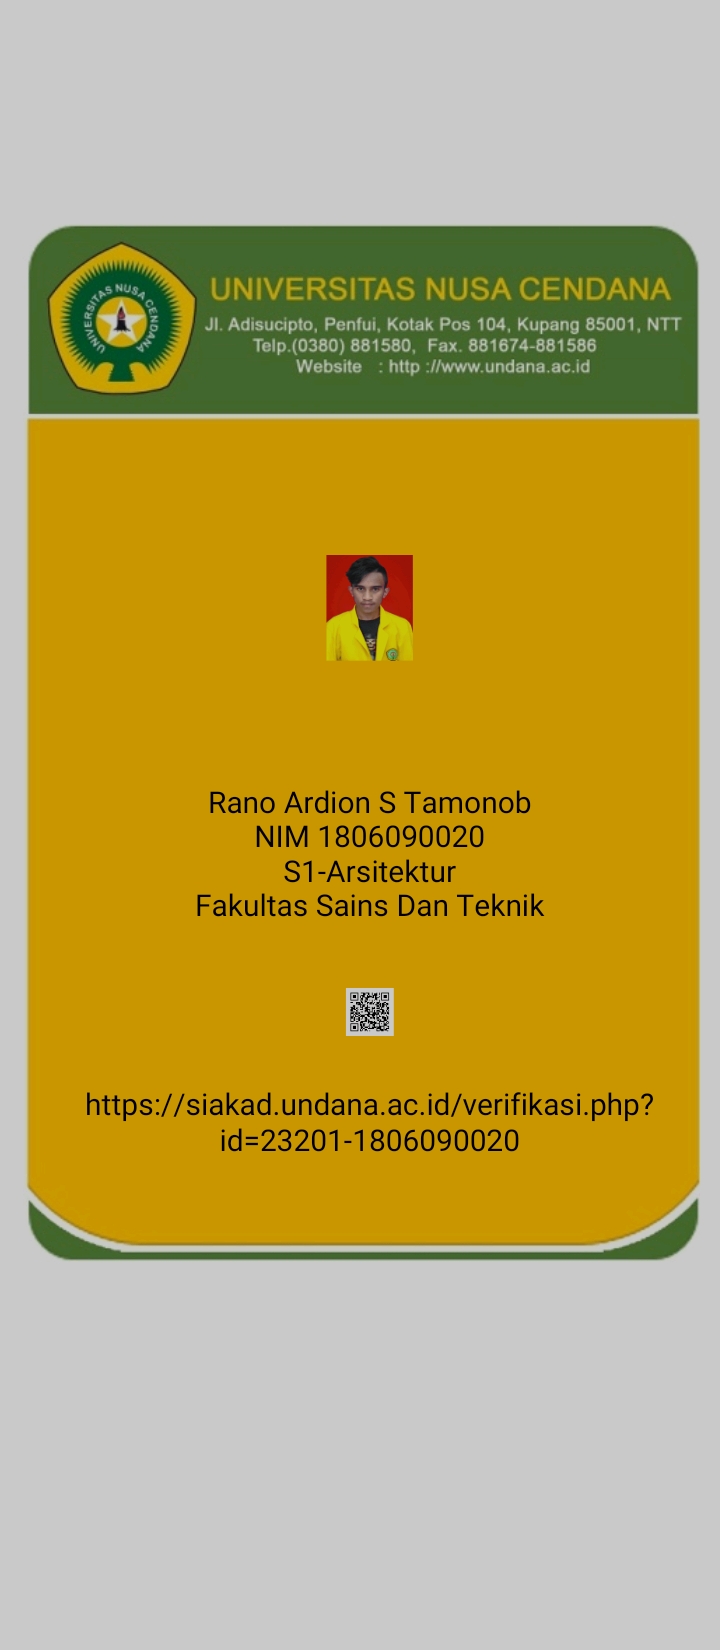 UNIVERSITAS NUSA CENDANA
UNIVERSITAS NUSA CENDANA
Jl. Adisucipto, Penfui, Kotak Pos 104, Kupang 85001, NTT
Telp.(0380) 881580, Fax. 881674-881586
Website : http ://www.undana.ac.id
Rano Ardion S Tamonob
NIM 1806090020
S1-Arsitektur
Fakultas Sains Dan Teknik
https://siakad.undana.ac.id/verifikasi.php?
id=23201-1806090020